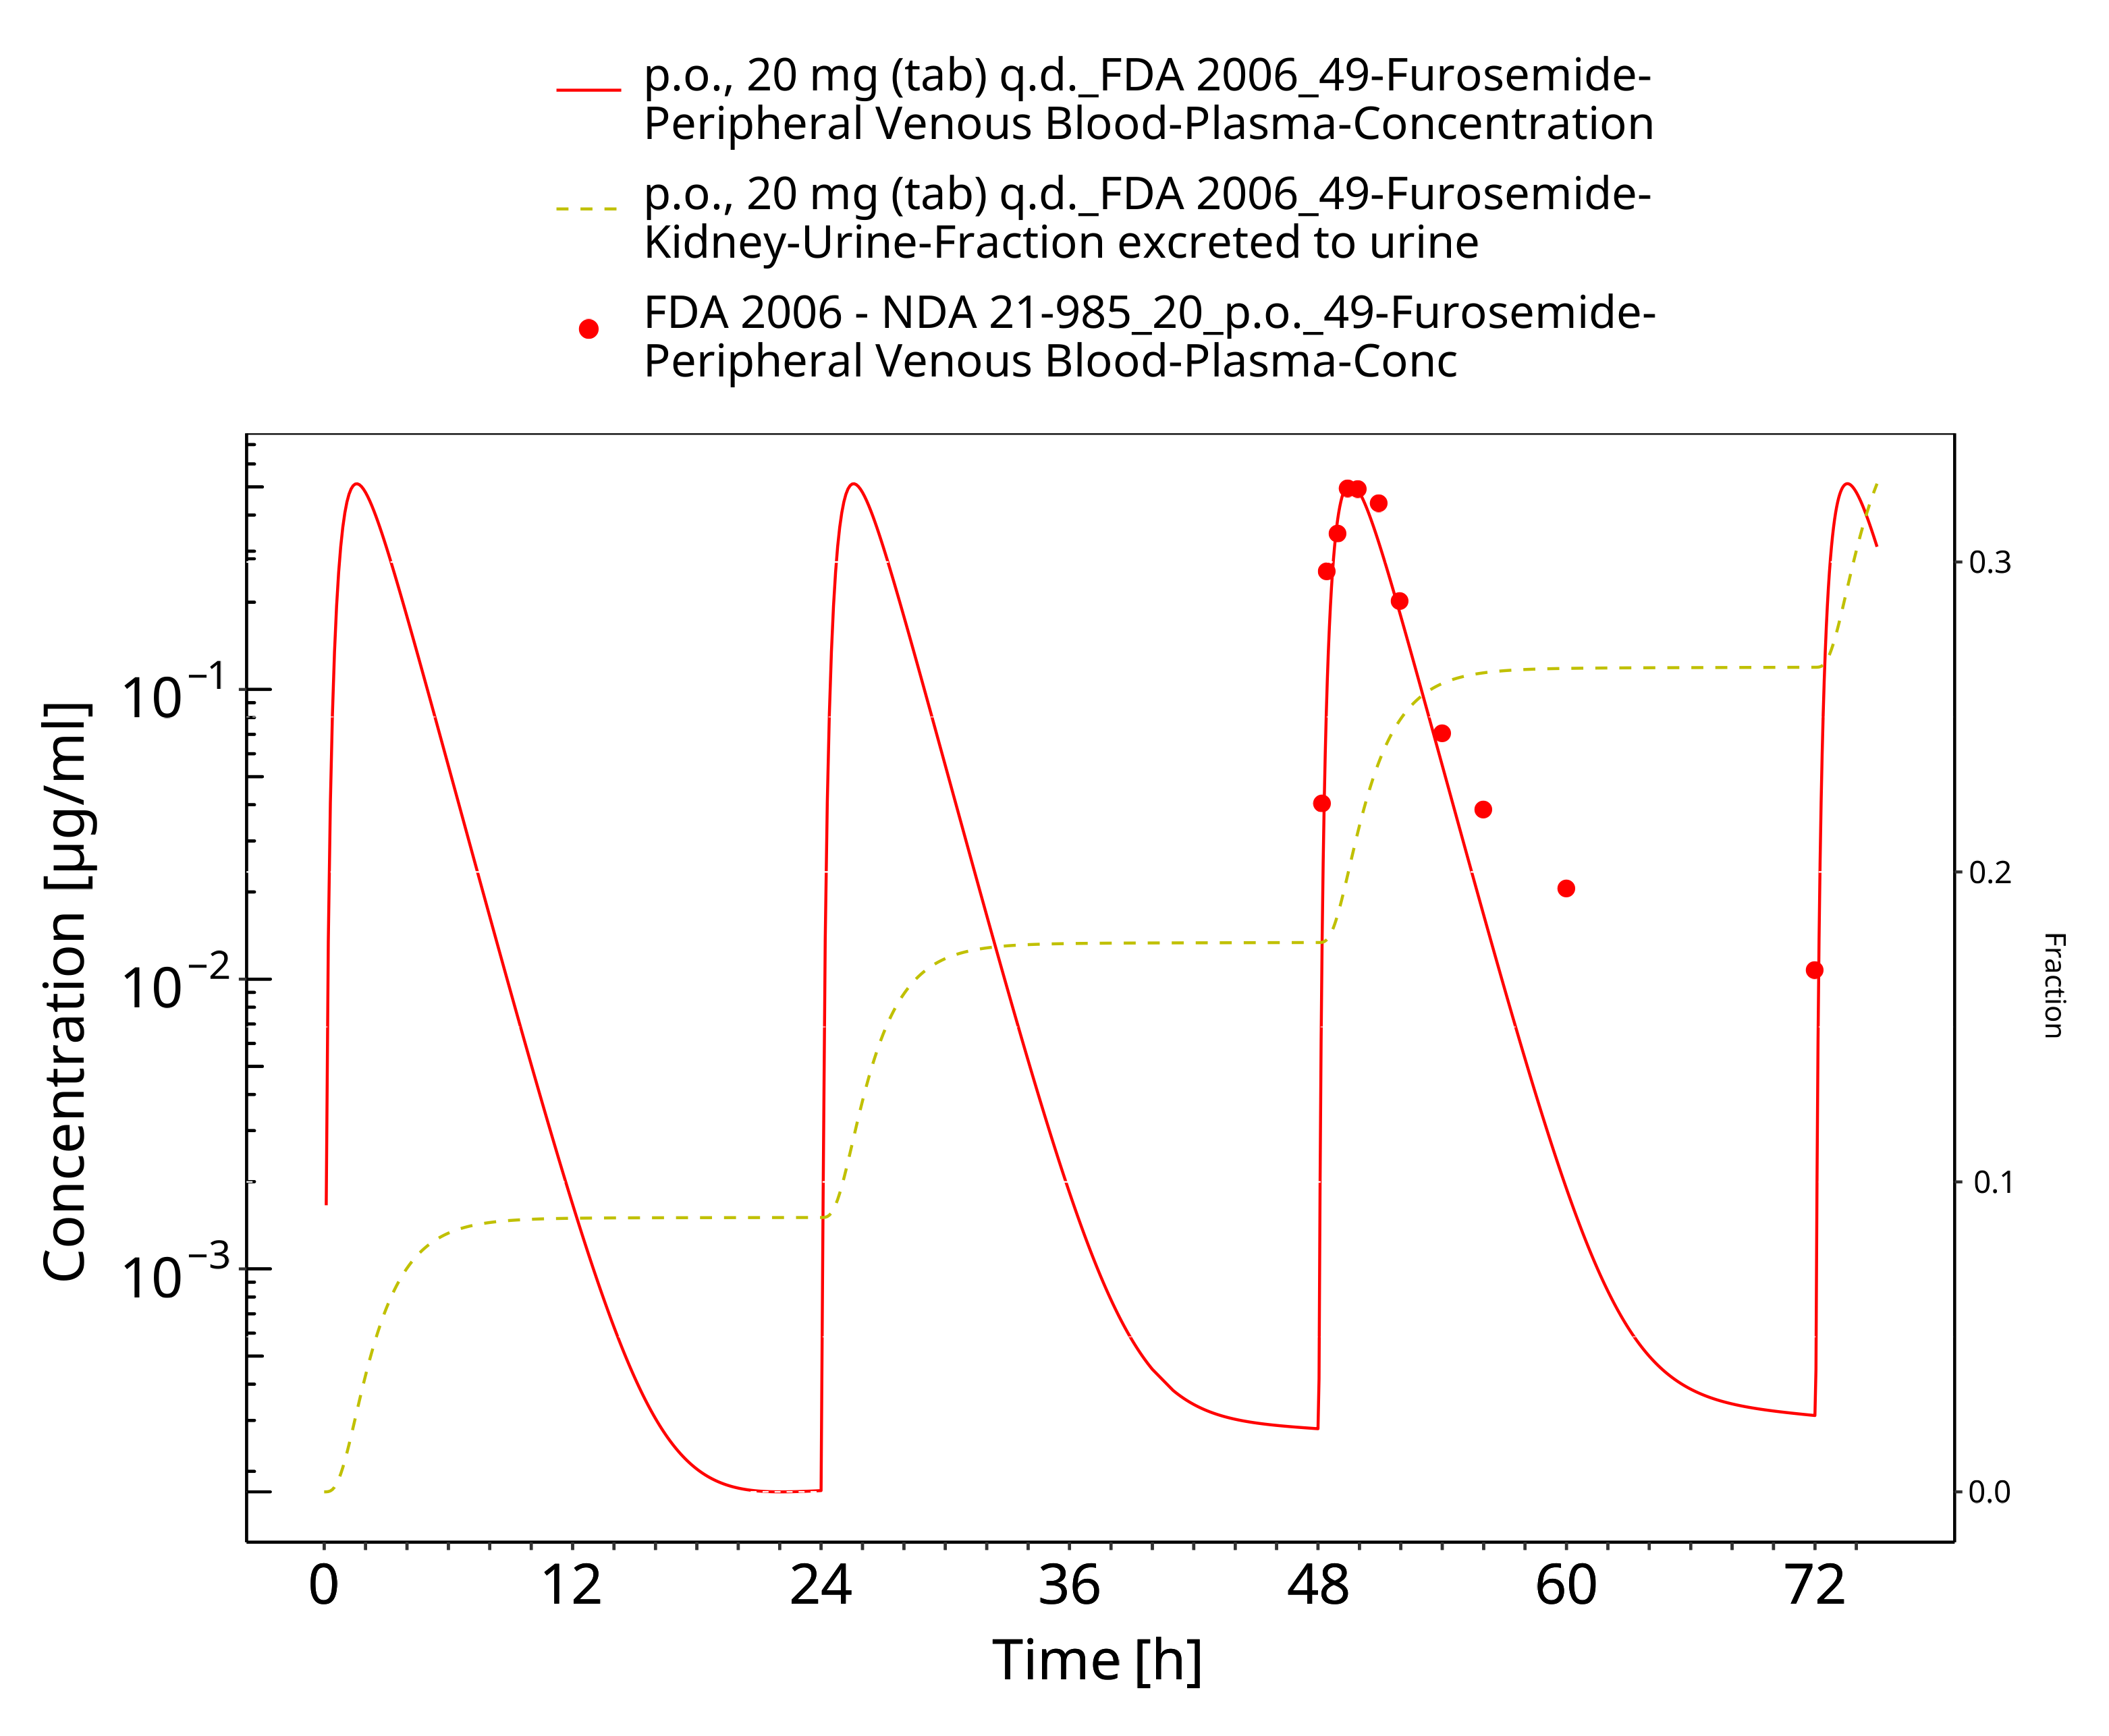 p.o., 20 mg (tab) q.d._FDA 2006_49-Furosemide-
Peripheral Venous Blood-Plasma-Concentration
p.o., 20 mg (tab) q.d._FDA 2006_49-Furosemide-
Kidney-Urine-Fraction excreted to urine
FDA 2006 - NDA 21-985_20_p.o._49-Furosemide-
Peripheral Venous Blood-Plasma-Conc
Concentration [µg/ml]
10⁻¹
10⁻²
10⁻³
0.3
0.2
0.1
0.0
Fraction
0 12 24 36 48 60 72
Time [h]